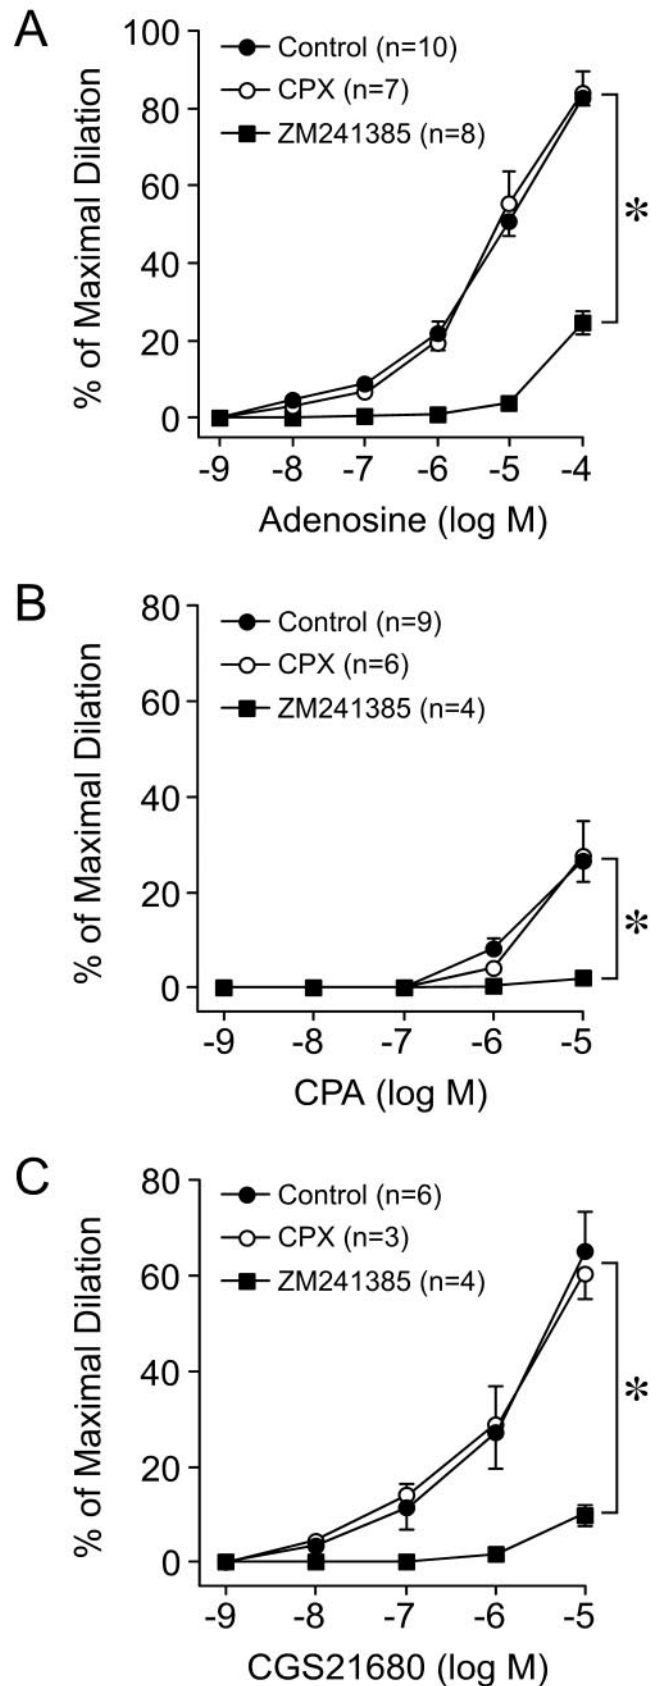 A
100
80
60
40
20
0
% of Maximal Dilation
Control (n=10)
CPX (n=7)
ZM241385 (n=8)
*
-9 -8 -7 -6 -5 -4
Adenosine (log M)
B
80
60
40
20
0
% of Maximal Dilation
Control (n=9)
CPX (n=6)
ZM241385 (n=4)
*
-9 -8 -7 -6 -5
CPA (log M)
C
80
60
40
20
0
% of Maximal Dilation
Control (n=6)
CPX (n=3)
ZM241385 (n=4)
*
-9 -8 -7 -6 -5
CGS21680 (log M)